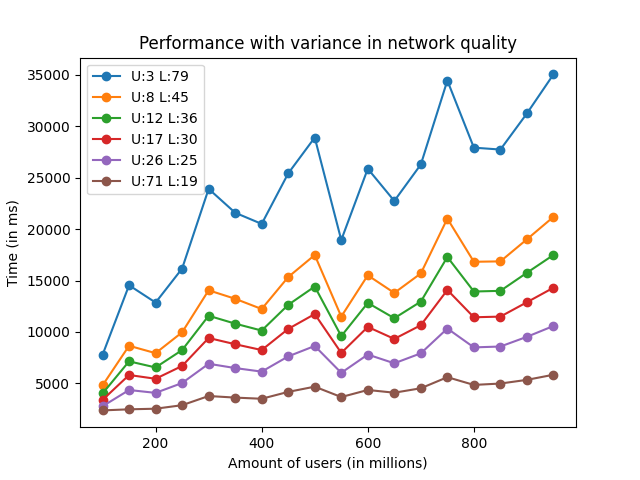 Performance with variance in network quality
U:3 L:79
U:8 L:45
U:12 L:36
U:17 L:30
U:26 L:25
U:71 L:19
Time (in ms)
35000
30000
25000
20000
15000
10000
5000
200
400
600
800
Amount of users (in millions)